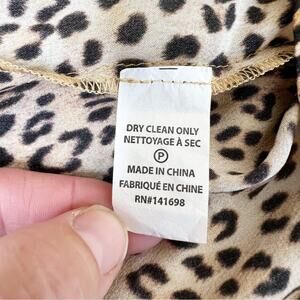 DRY CLEAN ONLY
NETTOYAGE À SEC
P
MADE IN CHINA
FABRIQUÉ EN CHINE
RN#141698